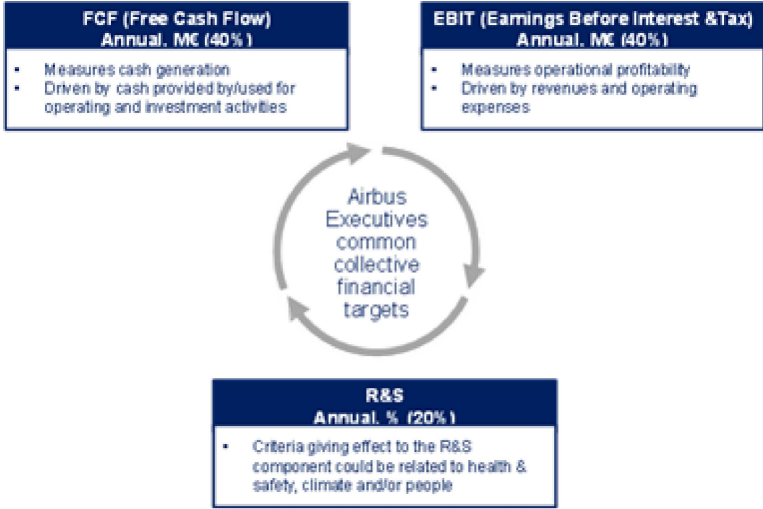 FCF (Free Cash Flow)
Annual. M€ (40%)
• Measures cash generation
• Driven by cash provided by/used for
operating and investment activities
EBIT (Earnings Before Interest &Tax)
Annual. M€ (40%)
• Measures operational profitability
• Driven by revenues and operating
expenses
Airbus
Executives
common
collective
financial
targets
R&S
Annual. % (20%)
• Criteria giving effect to the R&S
component could be related to health &
safety, climate and/or people